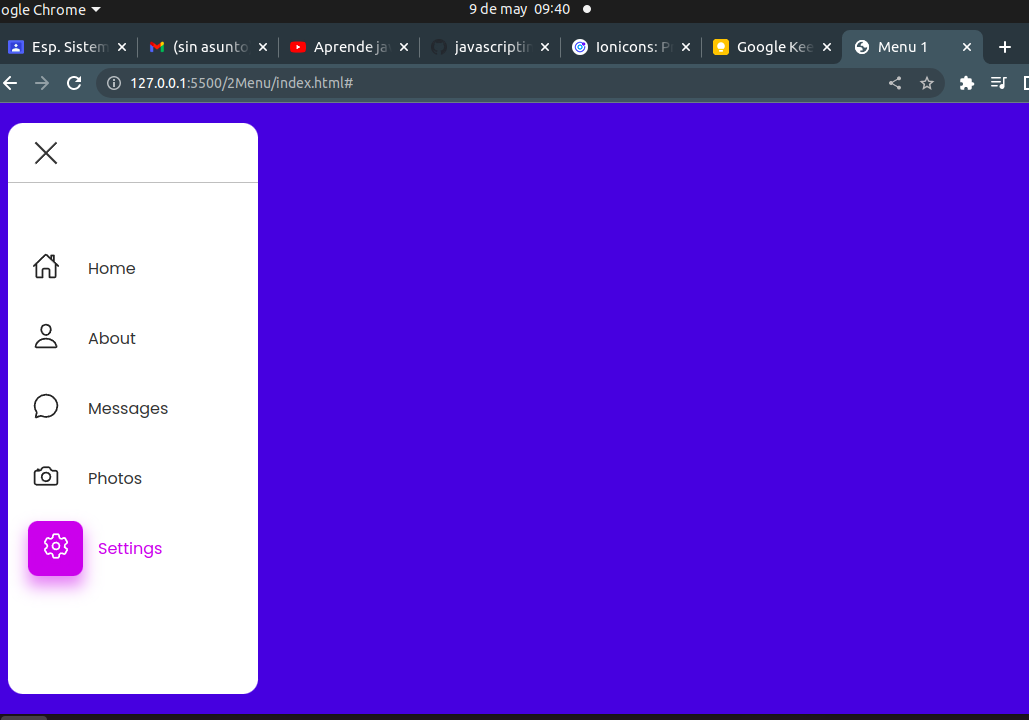 ogle Chrome
9 de may 09:40
Esp. Sistem
(sin asunto
Aprende ja
javascriptin
Ionicons: P
Google Kee
Menu 1
127.0.0.1:5500/2Menu/index.html#
Home
About
Messages
Photos
Settings